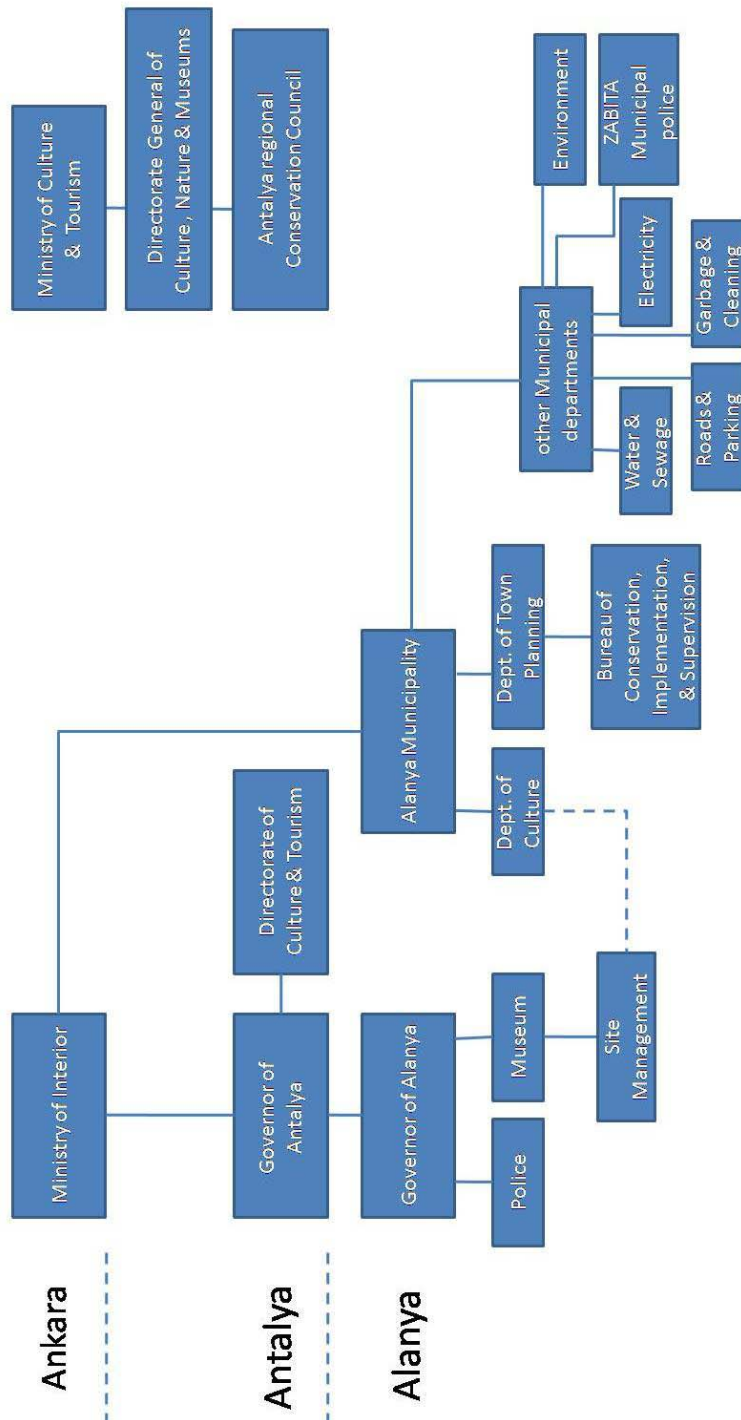 Ankara
Ministry of Interior
Ministry of Culture
& Tourism
Directorate General of
Culture, Nature & Museums
Antalya
Governor of
Antalya
Directorate of
Culture & Tourism
Antalya regional
Conservation Council
Alanya
Governor of Alanya
Alanya Municipality
Police
Museum
Dept. of
Culture
Dept. of Town
Planning
other Municipal
departments
Environment
Site
Management
Bureau of
Conservation,
Implementation,
& Supervision
Water &
Sewage
Electricity
ZABITA
Municipal
police
Roads &
Parking
Garbage &
Cleaning